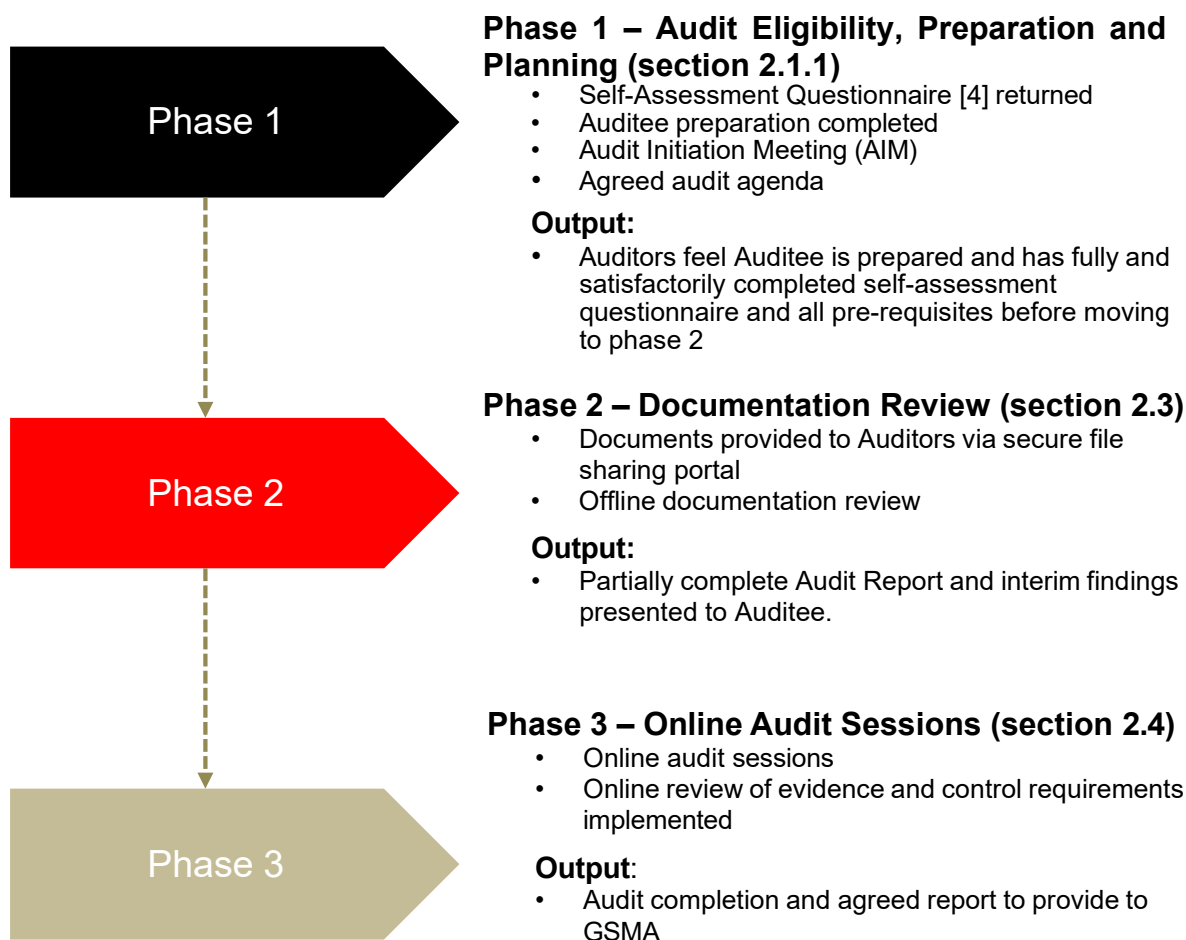 Phase 1
Phase 1 – Audit Eligibility, Preparation and
Planning (section 2.1.1)
• Self-Assessment Questionnaire [4] returned
• Auditee preparation completed
• Audit Initiation Meeting (AIM)
• Agreed audit agenda
Output:
• Auditors feel Auditee is prepared and has fully and
satisfactorily completed self-assessment
questionnaire and all pre-requisites before moving
to phase 2
Phase 2
Phase 2 – Documentation Review (section 2.3)
• Documents provided to Auditors via secure file
sharing portal
• Offline documentation review
Output:
• Partially complete Audit Report and interim findings
presented to Auditee.
Phase 3
Phase 3 – Online Audit Sessions (section 2.4)
• Online audit sessions
• Online review of evidence and control requirements
implemented
Output:
• Audit completion and agreed report to provide to
GSMA